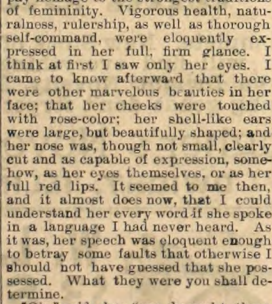 of femininity. Vigorous health, natu-
ralness, rulership, as well as thorough
self-command, were eloquently ex-
pressed in her full, firm glance. I
think at first I saw only her eyes. I
came to know afterward that there
were other marvelous beauties in her
face; that her cheeks were touched
with rose-color; her shell-like ears
were large, but beautifully shaped; and
her nose was, though not small, clearly
cut and as capable of expression, some-
how, as her eyes themselves, or as her
full red lips. It seemed to me then,
and it almost does now, that I could
understand her every word if she spoke
in a language I had never heard. As
it was, her speech was eloquent enough
to betray some faults that otherwise I
should not have guessed that she pos-
sessed. What they were you shall de-
termine.